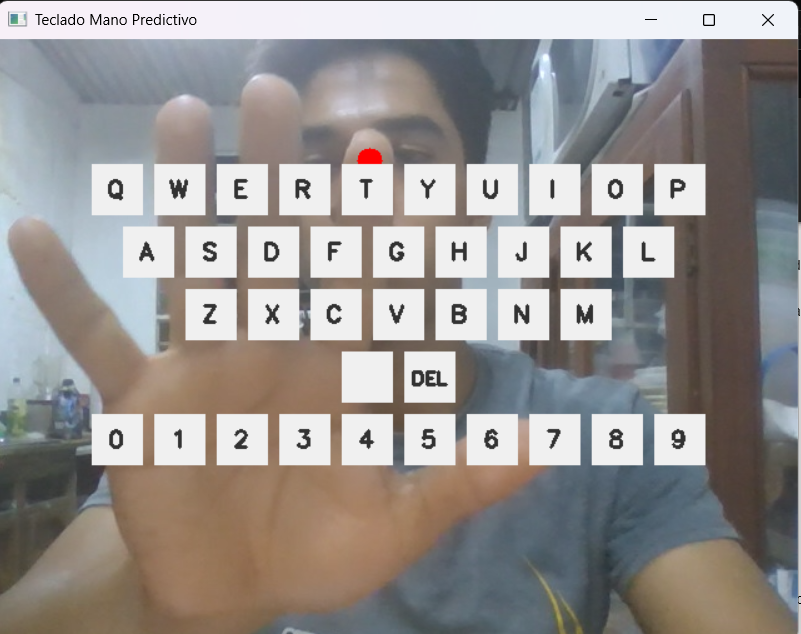 Teclado Mano Predictivo
Q W E R T Y U I O P
A S D F G H J K L
Z X C V B N M
DEL
0 1 2 3 4 5 6 7 8 9